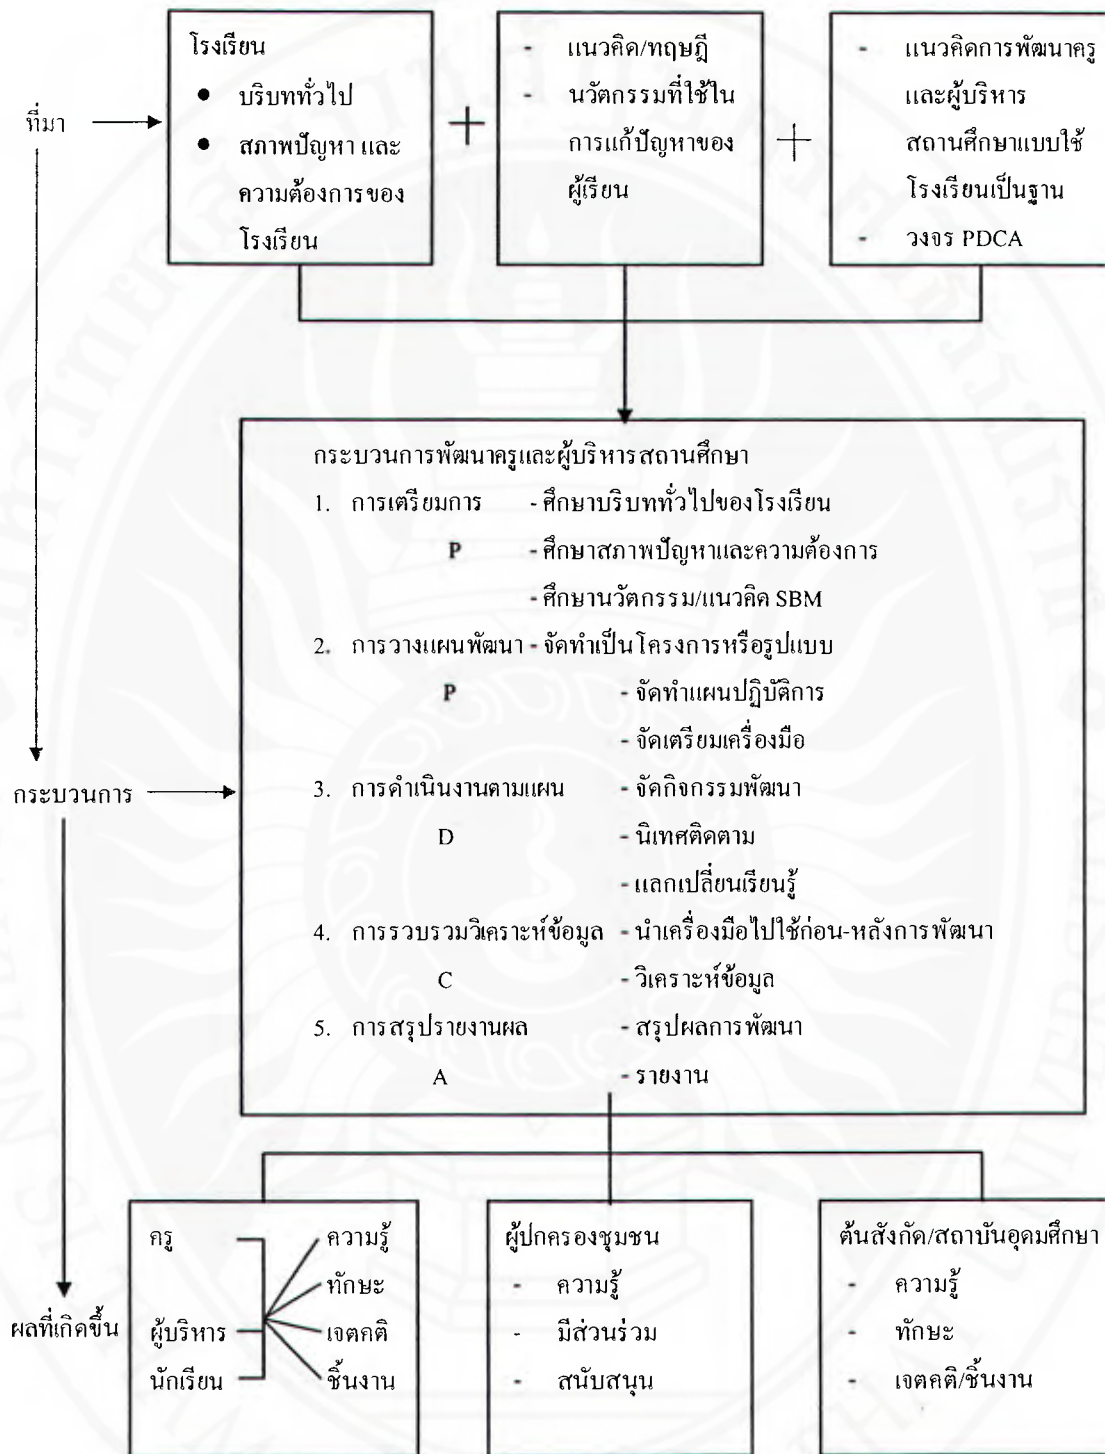 ที่มา
โรงเรียน
● บริบททั่วไป
● สภาพปัญหา และ
ความต้องการของ
โรงเรียน
+
- แนวคิด/ทฤษฎี
- นวัตกรรมที่ใช้ใน
การแก้ปัญหาของ
ผู้เรียน
+
- แนวคิดการพัฒนาครู
และผู้บริหาร
สถานศึกษาแบบใช้
โรงเรียนเป็นฐาน
- วงจร PDCA
กระบวนการ
กระบวนการพัฒนาครูและผู้บริหารสถานศึกษา
1. การเตรียมการ - ศึกษาบริบททั่วไปของโรงเรียน
P - ศึกษาสภาพปัญหาและความต้องการ
- ศึกษานวัตกรรม/แนวคิด SBM
2. การวางแผนพัฒนา - จัดทำเป็นโครงการหรือรูปแบบ
P - จัดทำแผนปฏิบัติการ
- จัดเตรียมเครื่องมือ
3. การดำเนินงานตามแผน - จัดกิจกรรมพัฒนา
D - นิเทศติดตาม
- แลกเปลี่ยนเรียนรู้
4. การรวบรวมวิเคราะห์ข้อมูล - นำเครื่องมือไปใช้ก่อน-หลังการพัฒนา
C - วิเคราะห์ข้อมูล
5. การสรุปรายงานผล - สรุปผลการพัฒนา
A - รายงาน
ผลที่เกิดขึ้น
ครู ความรู้
ทักษะ
ผู้บริหาร เจตคติ
นักเรียน ชิ้นงาน
ผู้ปกครองชุมชน
- ความรู้
- มีส่วนร่วม
- สนับสนุน
ต้นสังกัด/สถาบันอุดมศึกษา
- ความรู้
- ทักษะ
- เจตคติ/ชิ้นงาน